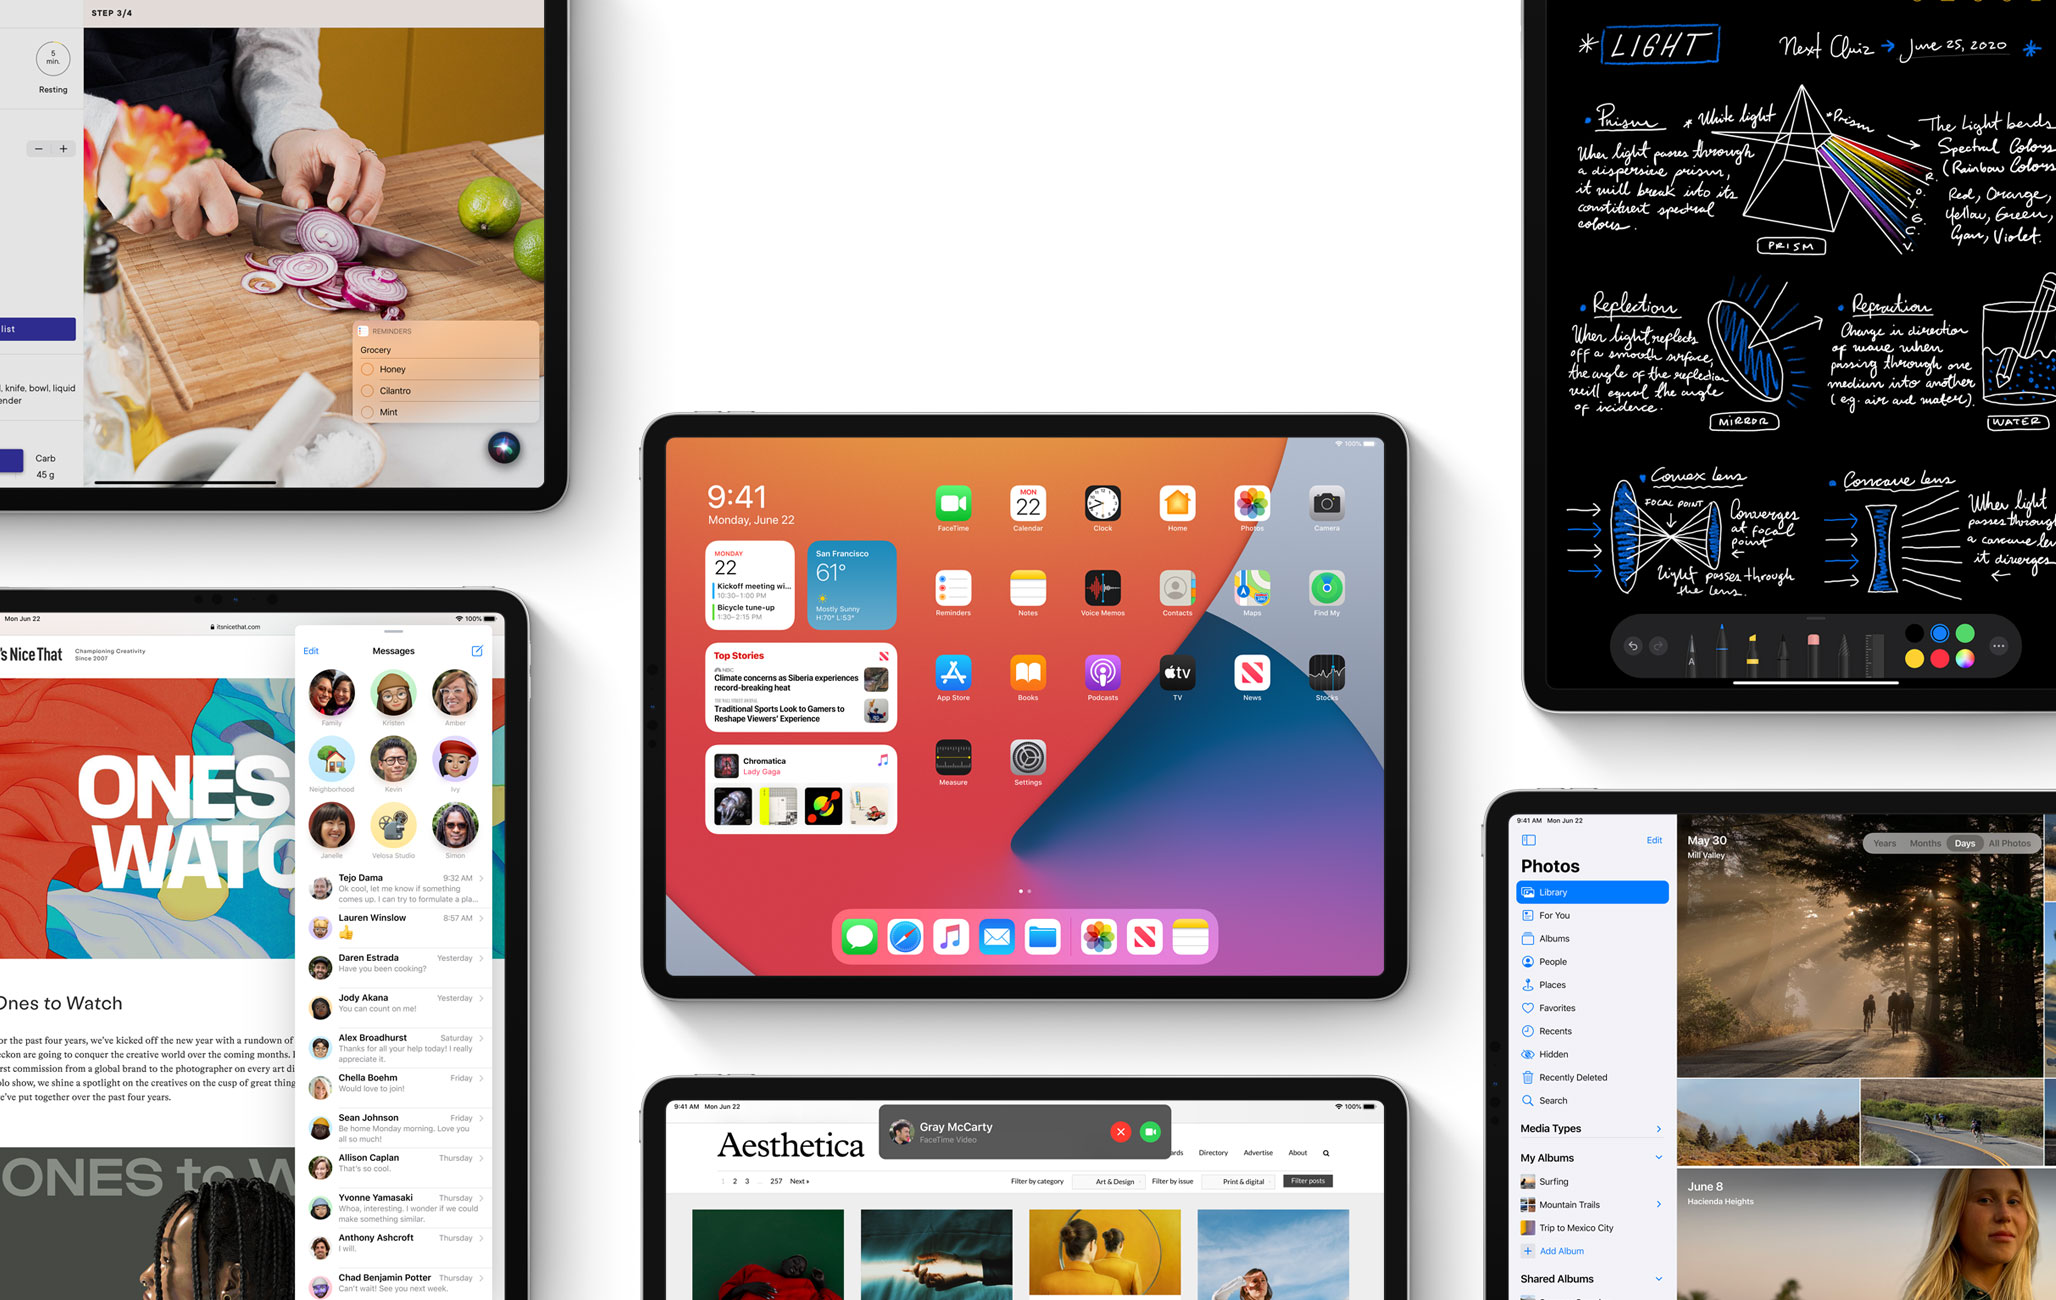 STEP 3/4
5
min.
Resting
list
l, knife, bowl, liquid
ender
Carb
45 g
REMINDERS
Grocery
Honey
Cilantro
Mint
LIGHT
Next Quiz → June 25, 2020
Prism
White light
Prism
When light passes through
a dispersive prism,
it will break into its
constituent spectral
colours.
PRISM
R.
O.
Y.
G.
C.
V.
The Light bends
Spectral Colours
(Rainbow Colours
Red, Orange,
Yellow, Green,
Cyan, Violet.
Reflection
When light reflects
off a smooth surface,
the angle of the reflection
will equal the angle
of incidence.
MIRROR
Refraction
Change in direction
of wave when
passing through one
medium into another
(eg. air and water).
WATER
Convex lens
FOCAL POINT
Converges
at focal
point
Light passes through
the lens.
Concave lens
When light
passes through
a concave len
it diverges
A
100%
9:41
Monday, June 22
MONDAY
22
Kickoff meeting wi...
10:30–1:00 PM
Bicycle tune-up
1:30–2:15 PM
San Francisco
61°
Mostly Sunny
H:70° L:53°
Top Stories
NBC
Climate concerns as Siberia experiences
record-breaking heat
Traditional Sports Look to Gamers to
Reshape Viewers' Experience
Chromatica
Lady Gaga
FaceTime
MON
22
Calendar
Clock
Home
Photos
Camera
Reminders
Notes
Voice Memos
Contacts
Maps
Find My
App Store
Books
Podcasts
tv
TV
News
Stocks
Measure
Settings
Mon Jun 22
100%
itsnicethat.com
's Nice That
Championing Creativity
Since 2007
ONES
WATC
Ones to Watch
or the past four years, we've kicked off the new year with a rundown of
eckon are going to conquer the creative world over the coming months.
rst commission from a global brand to the photographer on every art di
olo show, we shine a spotlight on the creatives on the cusp of great thing
e've put together over the past four years.
ONES to W
Edit
Messages
Family
Kristen
Amber
Neighborhood
Kevin
Ivy
Janelle
Velosa Studio
Simon
Tejo Dama 9:32 AM
Ok cool, let me know if something
comes up. I can try to formulate a pla...
Lauren Winslow 8:57 AM
👍
Daren Estrada Yesterday
Have you been cooking?
Jody Akana Yesterday
You can count on me!
Alex Broadhurst Saturday
Thanks for all your help today! I really
appreciate it.
Chella Boehm Friday
Would love to join!
Sean Johnson Friday
Be home Monday morning. Love you
all so much!
Allison Caplan Thursday
That's so cool.
Yvonne Yamasaki Thursday
Whoa, interesting. I wonder if we could
make something similar.
Anthony Ashcroft Thursday
I will.
Chad Benjamin Potter Thursday
Can't wait! See you next week.
9:41 AM Mon Jun 22
100%
Aesthetica
Gray McCarty
FaceTime Video
ards Directory Advertise About
1 2 3 ... 257 Next »
Filter by category
Art & Design
Filter by issue
Print & digital
Filter posts
9:41 AM Mon Jun 22
Edit
Photos
Library
For You
Albums
People
Places
Favorites
Recents
Hidden
Recently Deleted
Search
Media Types
My Albums
Surfing
Mountain Trails
Trip to Mexico City
Add Album
Shared Albums
May 30
Mill Valley
Years Months Days All Photos
June 8
Hacienda Heights